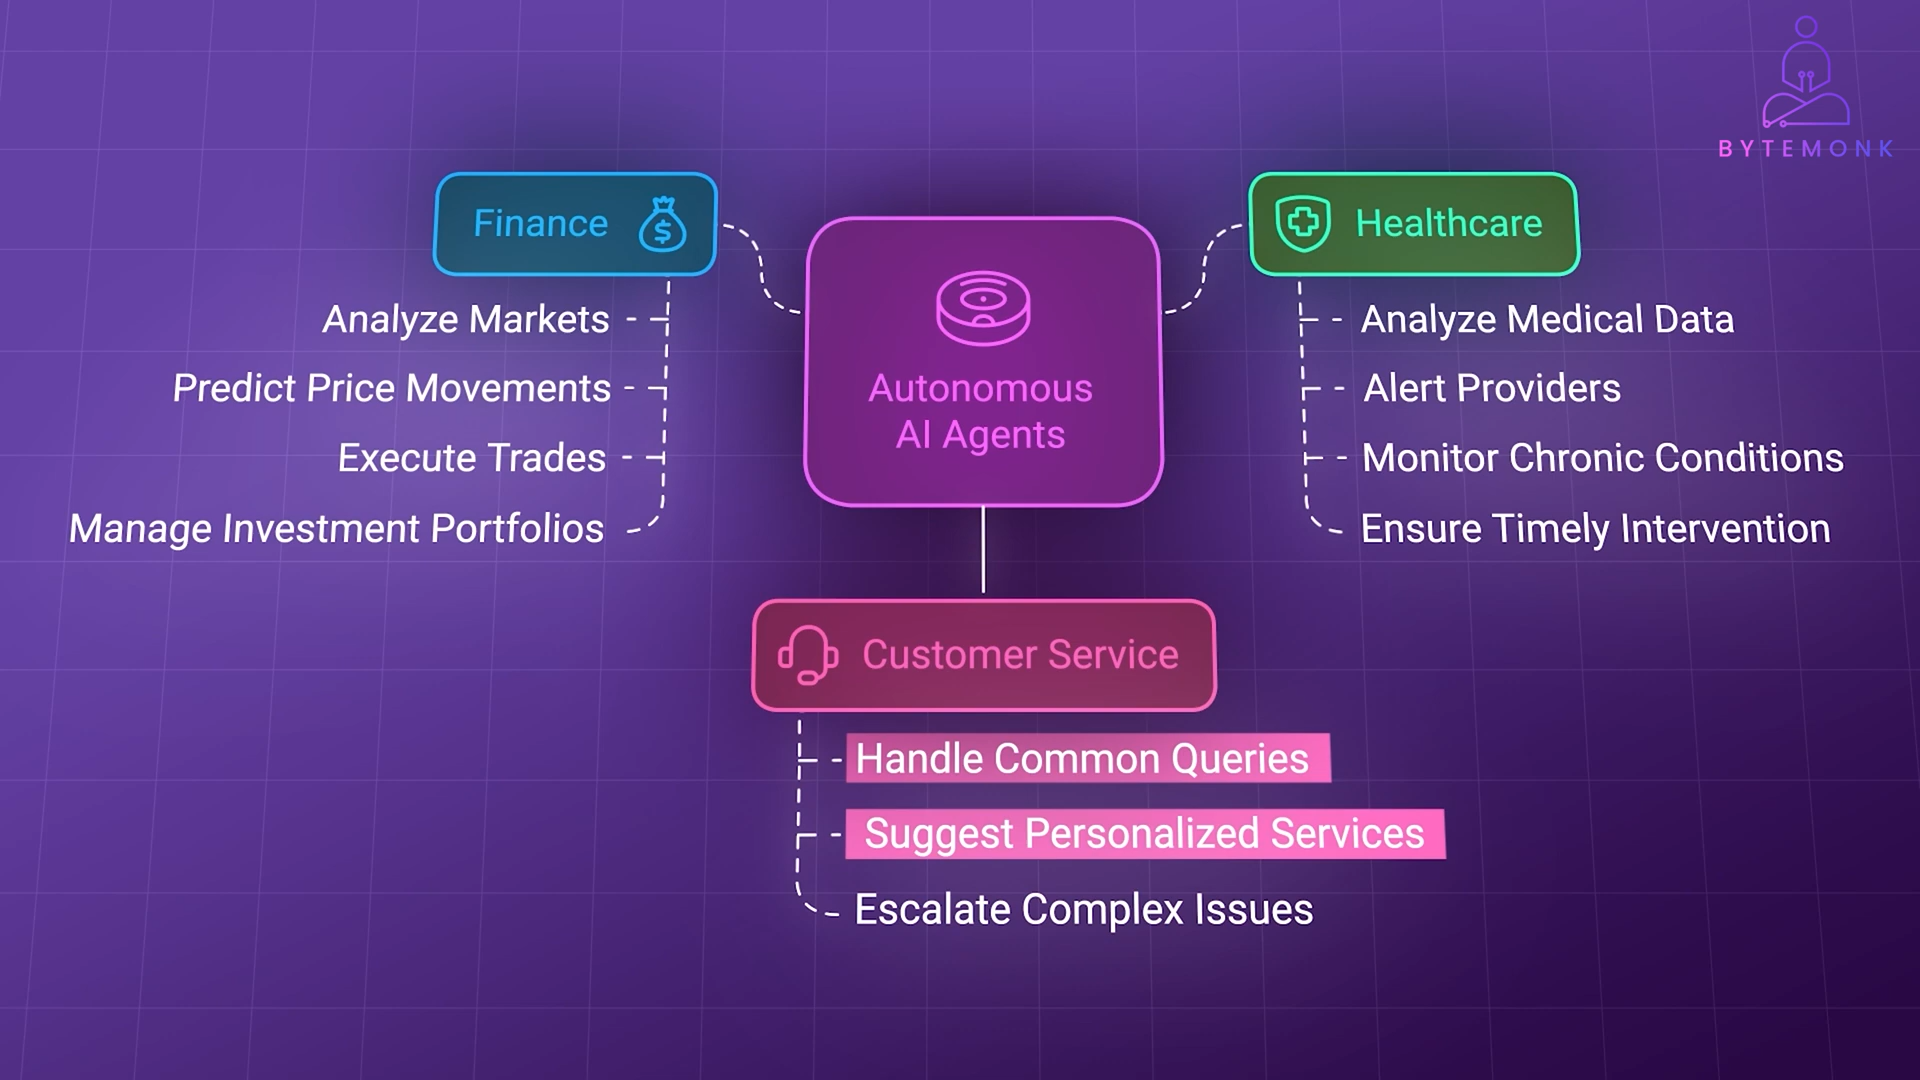 BYTEMONK
Finance
Analyze Markets
Predict Price Movements
Execute Trades
Manage Investment Portfolios
Autonomous
AI Agents
Healthcare
Analyze Medical Data
Alert Providers
Monitor Chronic Conditions
Ensure Timely Intervention
Customer Service
Handle Common Queries
Suggest Personalized Services
Escalate Complex Issues